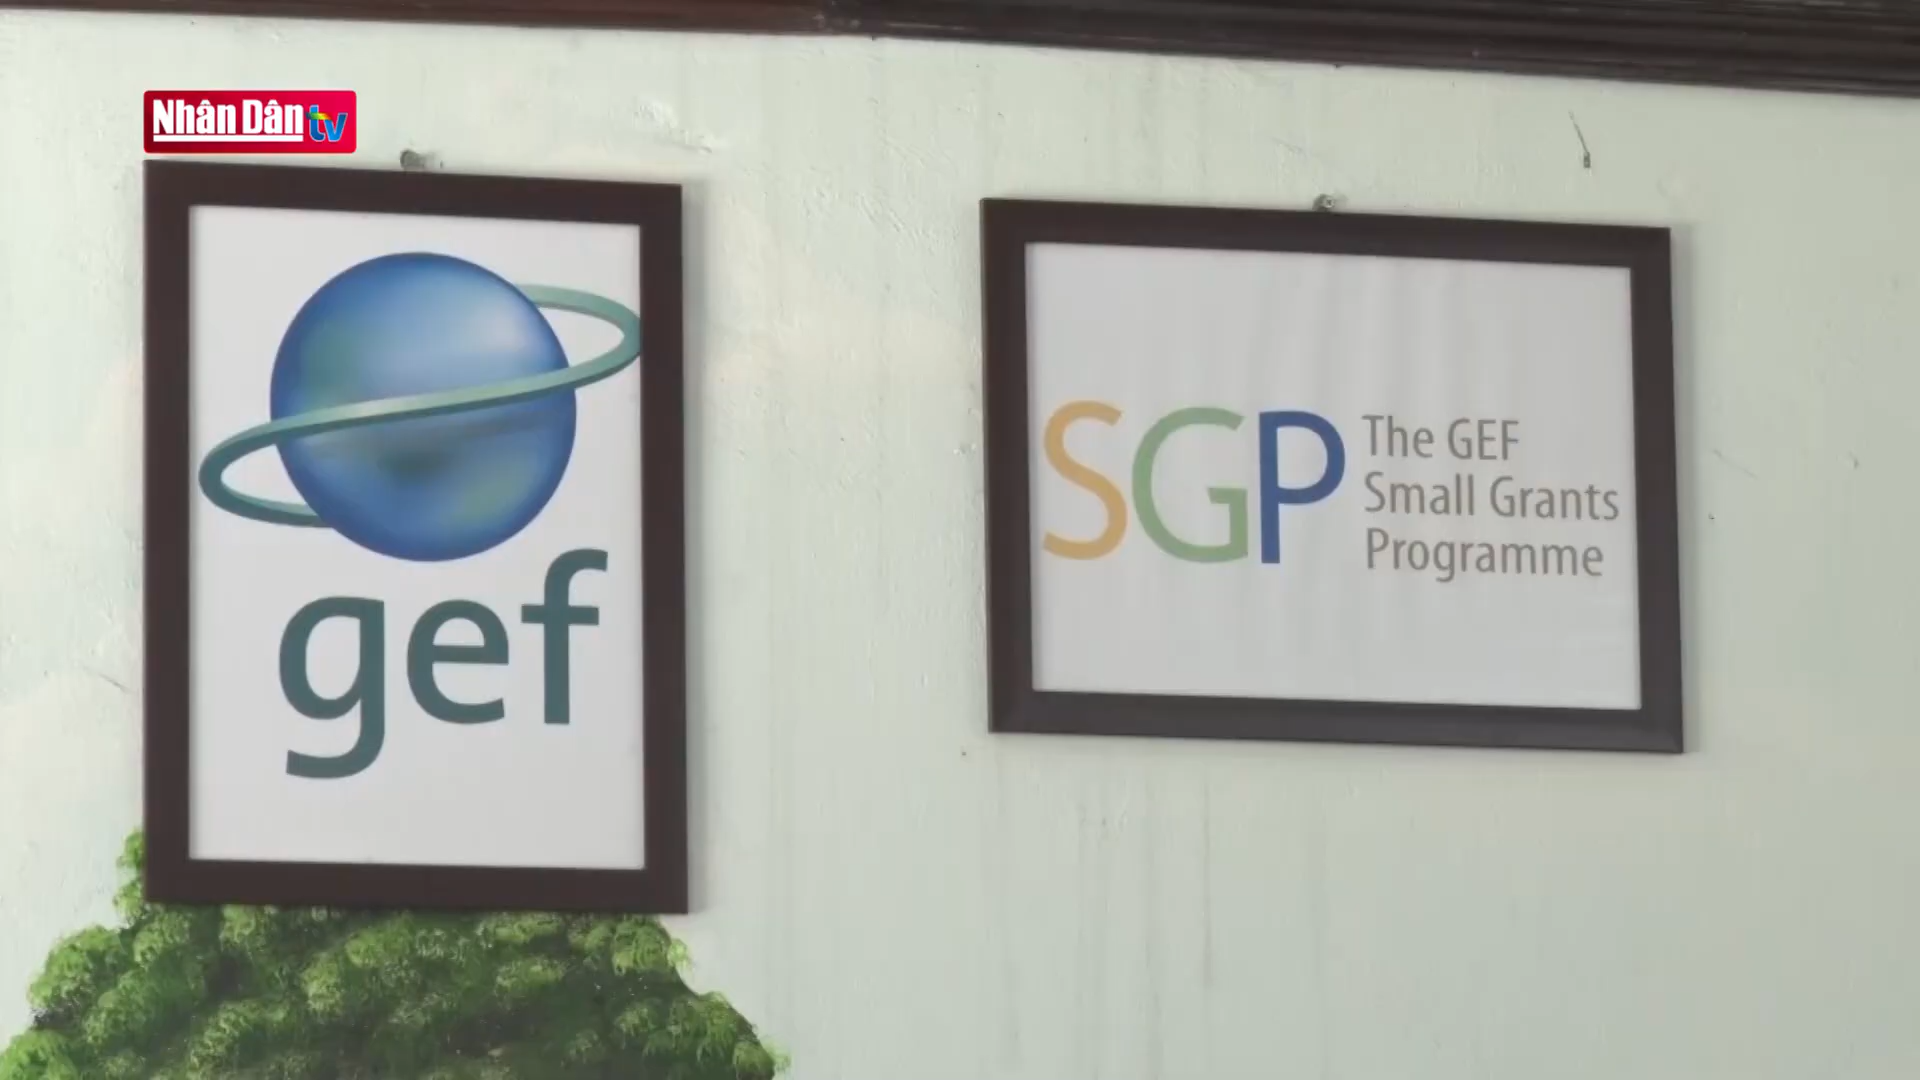 Nhân Dân tv
gef
SGP
The GEF
Small Grants
Programme